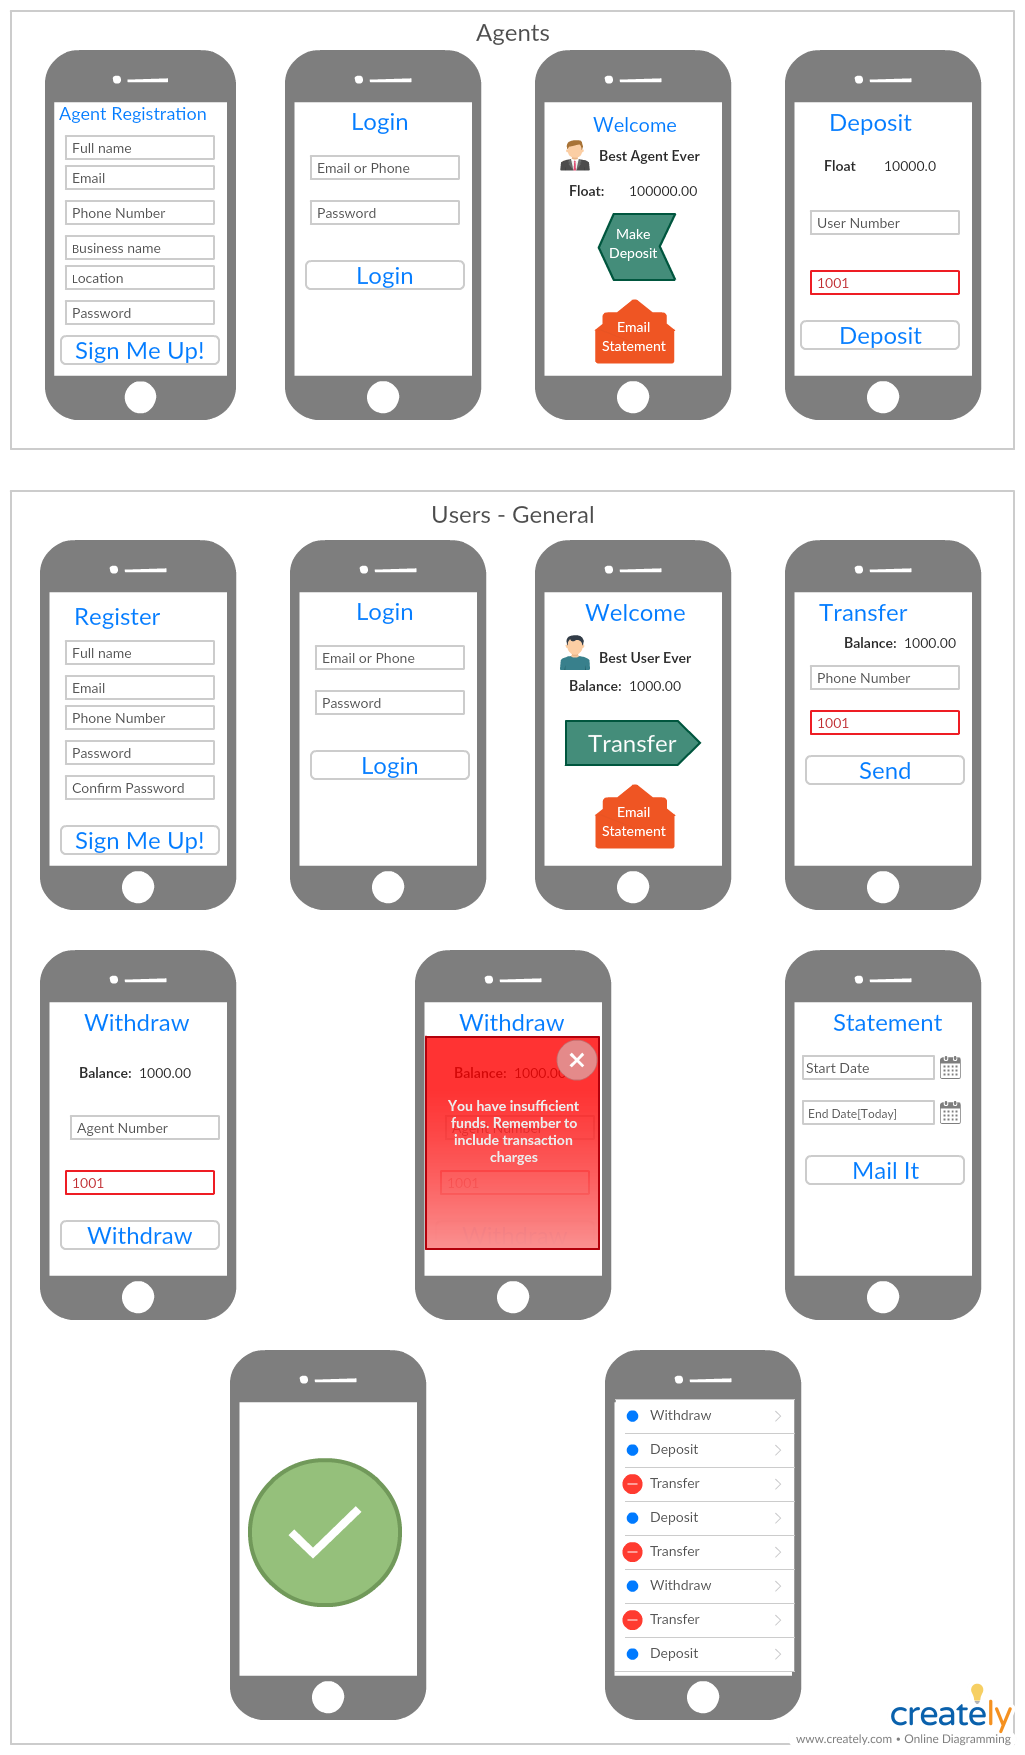 Agents
Agent Registration
Full name
Email
Phone Number
Business name
Location
Password
Sign Me Up!
Login
Email or Phone
Password
Login
Welcome
Best Agent Ever
Float: 100000.00
Make
Deposit
Email
Statement
Deposit
Float 10000.0
User Number
1001
Deposit
Users - General
Register
Full name
Email
Phone Number
Password
Confirm Password
Sign Me Up!
Login
Email or Phone
Password
Login
Welcome
Best User Ever
Balance: 1000.00
Transfer
Email
Statement
Transfer
Balance: 1000.00
Phone Number
1001
Send
Withdraw
Balance: 1000.00
Agent Number
1001
Withdraw
Withdraw
Balance: 1000.00
You have insufficient
funds. Remember to
Agent Number
include transaction
charges
1001
Withdraw
Statement
Start Date
End Date[Today]
Mail It
Withdraw
Deposit
Transfer
Deposit
Transfer
Withdraw
Transfer
Deposit
creately
www.creately.com • Online Diagramming